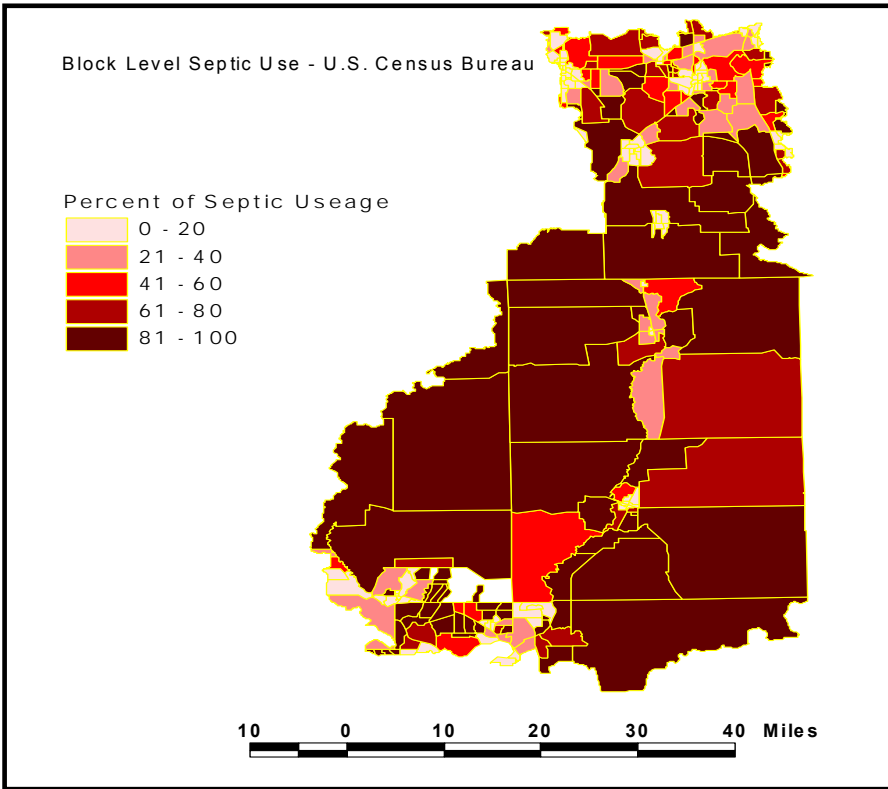 Block Level Septic Use - U.S. Census Bureau
Percent of Septic Useage
0 - 20
21 - 40
41 - 60
61 - 80
81 - 100
10 0 10 20 30 40 Miles